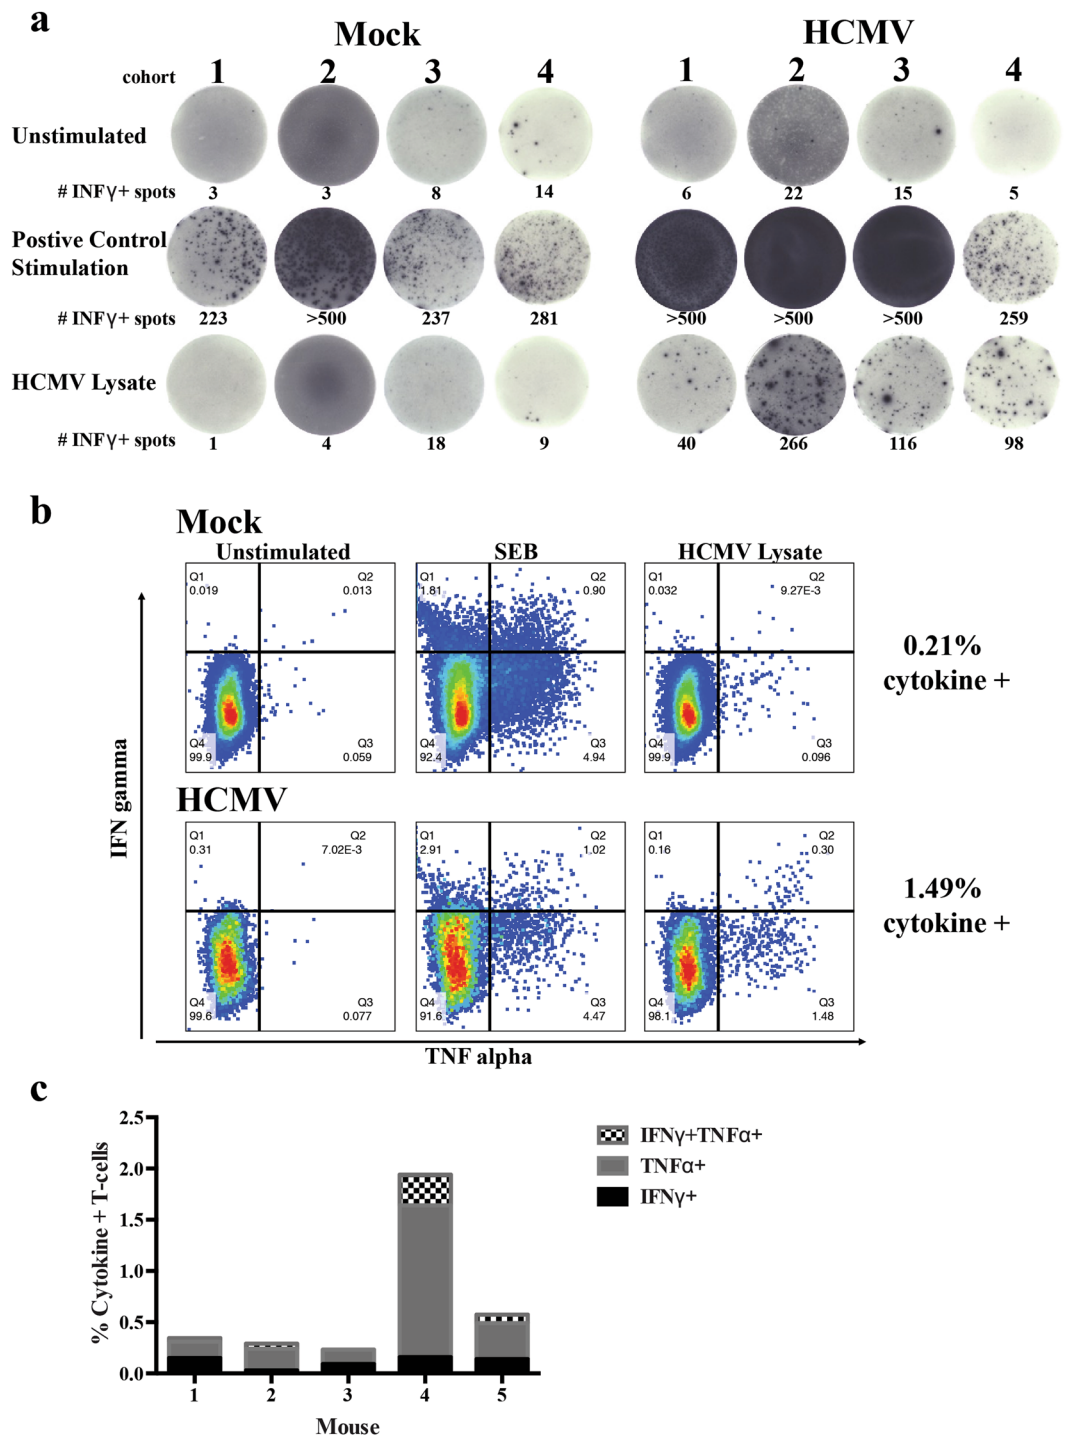 a
Mock
HCMV
cohort 1 2 3 4 1 2 3 4
Unstimulated
# INFγ+ spots 3 3 8 14 6 22 15 5
Postive Control
Stimulation
# INFγ+ spots 223 >500 237 281 >500 >500 >500 259
HCMV Lysate
# INFγ+ spots 1 4 18 9 40 266 116 98
b
Mock
Unstimulated SEB HCMV Lysate
Q1 Q2 Q1 Q2 Q1 Q2
0.019 0.013 1.81 0.90 0.032 9.27E-3
0.21%
cytokine +
Q4 Q3 Q4 Q3 Q4 Q3
99.9 0.059 92.4 4.94 99.9 0.096
HCMV
Q1 Q2 Q1 Q2 Q1 Q2
0.31 7.02E-3 2.91 1.02 0.16 0.30
1.49%
cytokine +
Q4 Q3 Q4 Q3 Q4 Q3
99.6 0.077 91.6 4.47 98.1 1.48
IFN gamma
TNF alpha
c
% Cytokine + T-cells
2.5
2.0
1.5
1.0
0.5
0.0
1 2 3 4 5
Mouse
IFNγ+TNFα+
TNFα+
IFNγ+